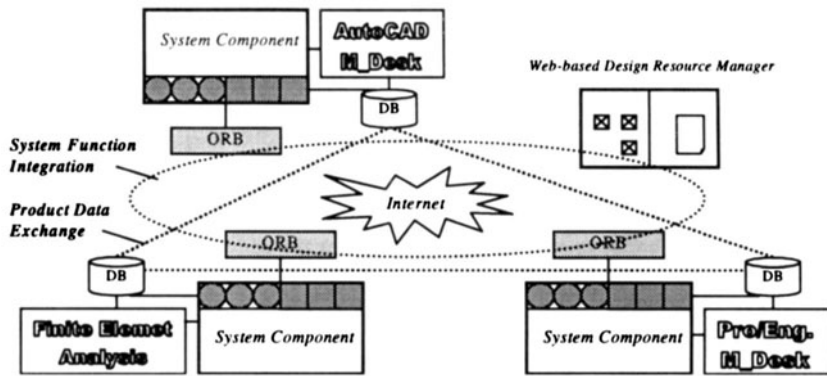 System Component
AutoCAD
M_Desk
Web-based Design Resource Manager
DB
ORB
System Function
Integration
Internet
Product Data
Exchange
ORB
ORB
DB
DB
Finite Elemet
Analysis
System Component
System Component
Pro/Eng.
M_Desk